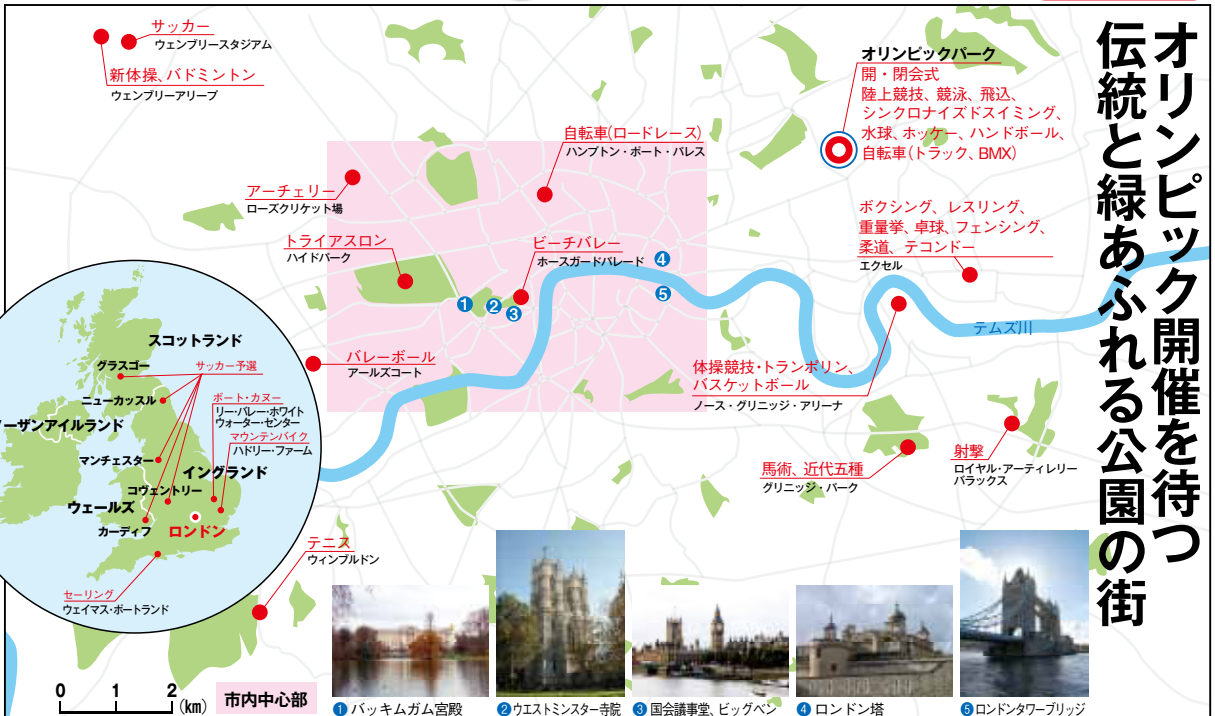 オリンピック開催を待つ
伝統と緑あふれる公園の街
サッカー
ウェンブリースタジアム
新体操、バドミントン
ウェンブリーアリーブ
オリンピックパーク
開・閉会式
陸上競技、競泳、飛込、
シンクロナイズドスイミング、
水球、ホッケー、ハンドボール、
自転車(トラック、BMX)
自転車(ロードレース)
ハンプトン・ボート・パレス
アーチェリー
ローズクリケット場
トライアスロン
ハイドパーク
ビーチバレー
ホースガードパレード
ボクシング、レスリング、
重量挙、卓球、フェンシング、
柔道、テコンドー
エクセル
1
2
3
4
5
テムズ川
バレーボール
アールズコート
体操競技・トランポリン、
バスケットボール
ノース・グリニッジ・アリーナ
馬術、近代五種
グリニッジ・パーク
射撃
ロイヤル・アーティレリー
バラックス
テニス
ウィンブルドン
スコットランド
グラスゴー
サッカー予選
ニューカッスル
ボート・カヌー
リー・バレー・ホワイト
ウォーター・センター
ーザンアイルランド
マウンテンバイク
ハドリー・ファーム
マンチェスター
イングランド
コヴェントリー
ウェールズ
カーディフ
ロンドン
セーリング
ウェイマス・ポートランド
0 1 2 (km)
市内中心部
1 バッキムガム宮殿
2 ウエストミンスター寺院
3 国会議事堂、ビッグベン
4 ロンドン塔
5 ロンドンタワーブリッジ